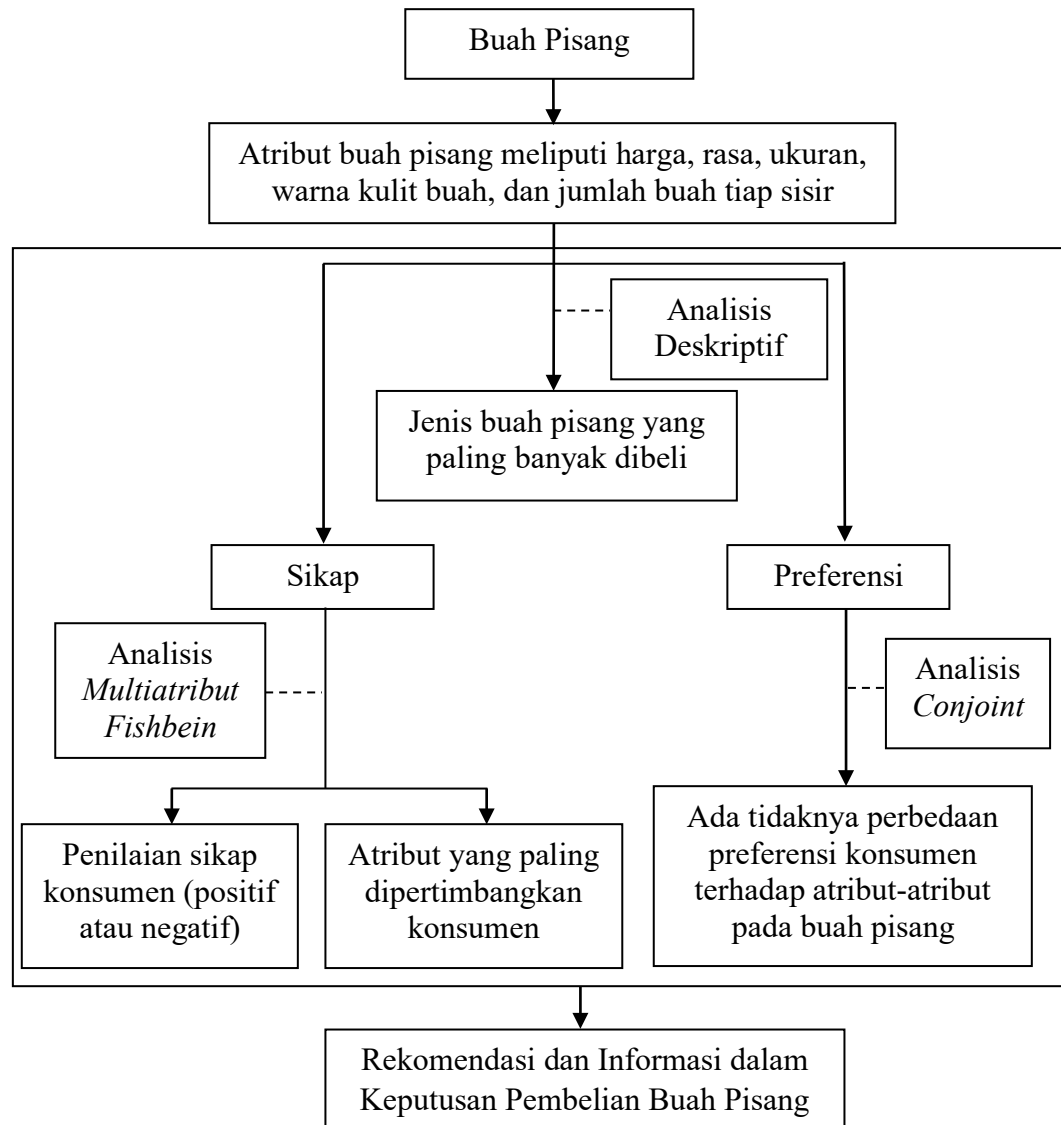 Buah Pisang
Atribut buah pisang meliputi harga, rasa, ukuran,
warna kulit buah, dan jumlah buah tiap sisir
Analisis
Deskriptif
Jenis buah pisang yang
paling banyak dibeli
Sikap
Preferensi
Analisis
Multiatribut
Fishbein
Analisis
Conjoint
Penilaian sikap
konsumen (positif
atau negatif)
Atribut yang paling
dipertimbangkan
konsumen
Ada tidaknya perbedaan
preferensi konsumen
terhadap atribut-atribut
pada buah pisang
Rekomendasi dan Informasi dalam
Keputusan Pembelian Buah Pisang